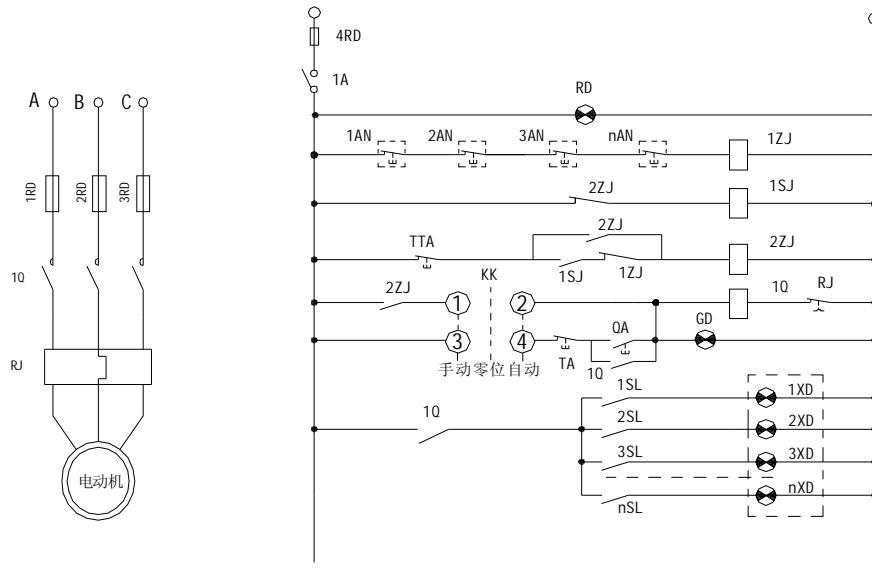 4RD
1A
A B C
RD
1AN 2AN 3AN nAN 1ZJ
1RD 2RD 3RD
2ZJ 1SJ
TTA 2ZJ 2ZJ
1SJ 1ZJ
1Q
KK
2ZJ 1 2 1Q RJ
GD
3 4 QA
RJ
手动 零位 自动 TA 1Q
1SL 1XD
1Q 2SL 2XD
3SL 3XD
电动机
nSL nXD